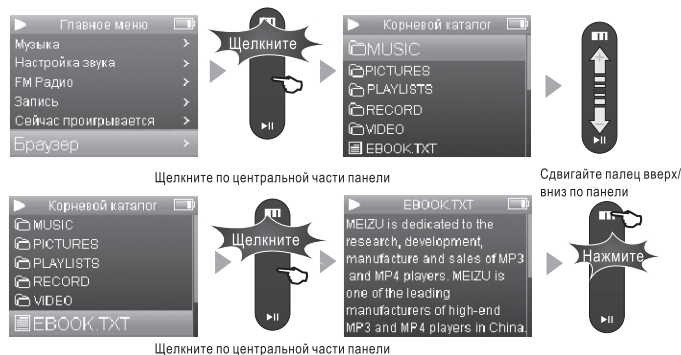 Главное меню
Музыка
Настройка звука
FM Радио
Запись
Сейчас проигрывается
Браузер
Щелкните
Корневой каталог
MUSIC
PICTURES
PLAYLISTS
RECORD
VIDEO
EBOOK.TXT
Щелкните по центральной части панели
Сдвигайте палец вверх/
вниз по панели
Корневой каталог
MUSIC
PICTURES
PLAYLISTS
RECORD
VIDEO
EBOOK.TXT
Щелкните
EBOOK.TXT
MEIZU is dedicated to the
research, development,
manufacture and sales of MP3
and MP4 players. MEIZU is
one of the leading
manufacturers of high-end
MP3 and MP4 players in China.
Нажмите
Щелкните по центральной части панели